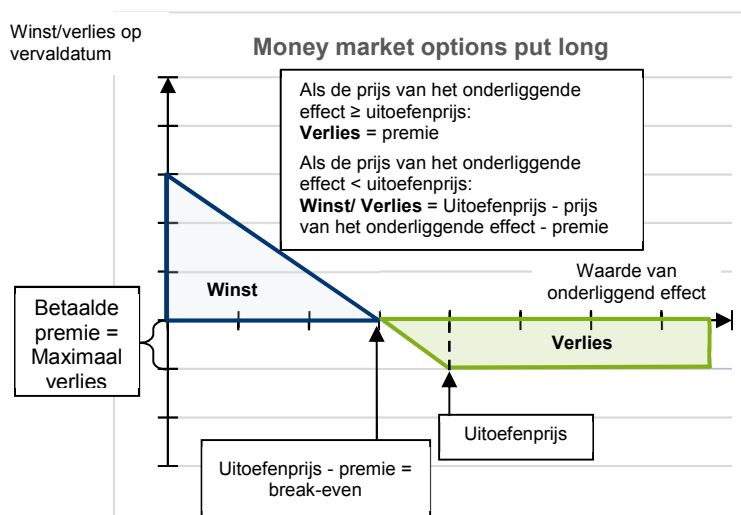 Winst/verlies op
vervaldatum
Money market options put long
Als de prijs van het onderliggende
effect ≥ uitoefenprijs:
Verlies = premie
Als de prijs van het onderliggende
effect < uitoefenprijs:
Winst/ Verlies = Uitoefenprijs - prijs
van het onderliggende effect - premie
Waarde van
onderliggend effect
Winst
Betaalde
premie =
Maximaal
verlies
Verlies
Uitoefenprijs
Uitoefenprijs - premie =
break-even